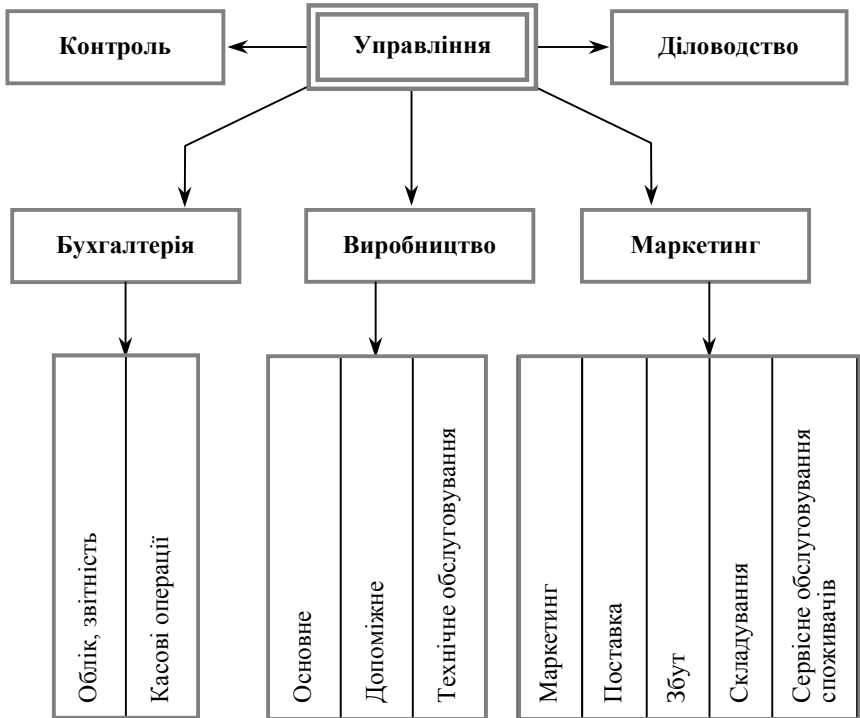 Контроль
Управління
Діловодство
Бухгалтерія
Виробництво
Маркетинг
Облік, звітність
Касові операції
Основне
Допоміжне
Технічне обслуговування
Маркетинг
Поставка
Збут
Складування
Сервісне обслуговування
споживачів